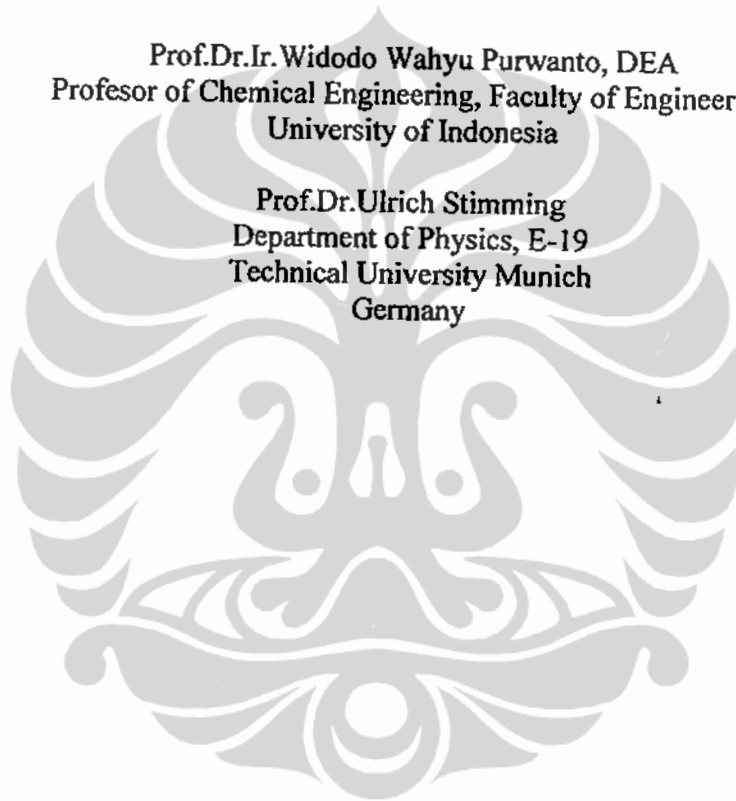 Prof.Dr.Ir.Widodo Wahyu Purwanto, DEA
Profesor of Chemical Engineering, Faculty of Engineer
University of Indonesia
Prof.Dr.Ulrich Stimming
Department of Physics, E-19
Technical University Munich
Germany